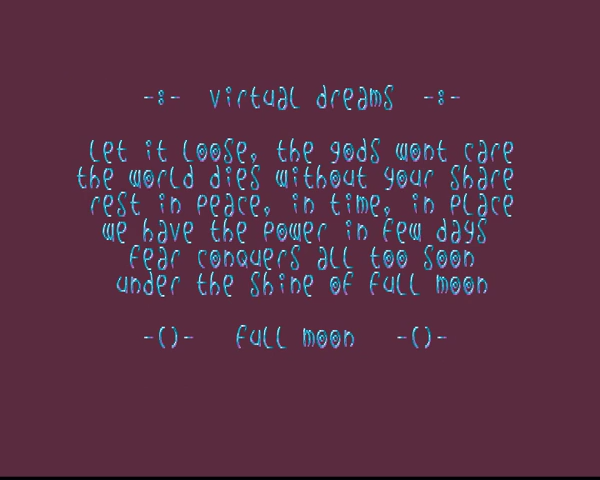 -:- virtual dreams -:-
let it loose, the gods wont care
the world dies without your share
rest in peace, in time, in place
we have the power in few days
fear conquers all too soon
under the shine of full moon
-()- full moon -()-